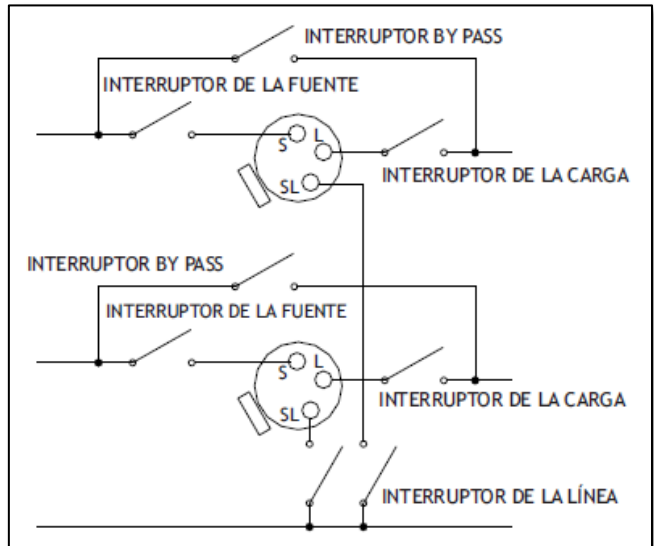 INTERRUPTOR BY PASS
INTERRUPTOR DE LA FUENTE
S L
SL
INTERRUPTOR DE LA CARGA
INTERRUPTOR BY PASS
INTERRUPTOR DE LA FUENTE
S L
SL
INTERRUPTOR DE LA CARGA
INTERRUPTOR DE LA LÍNEA